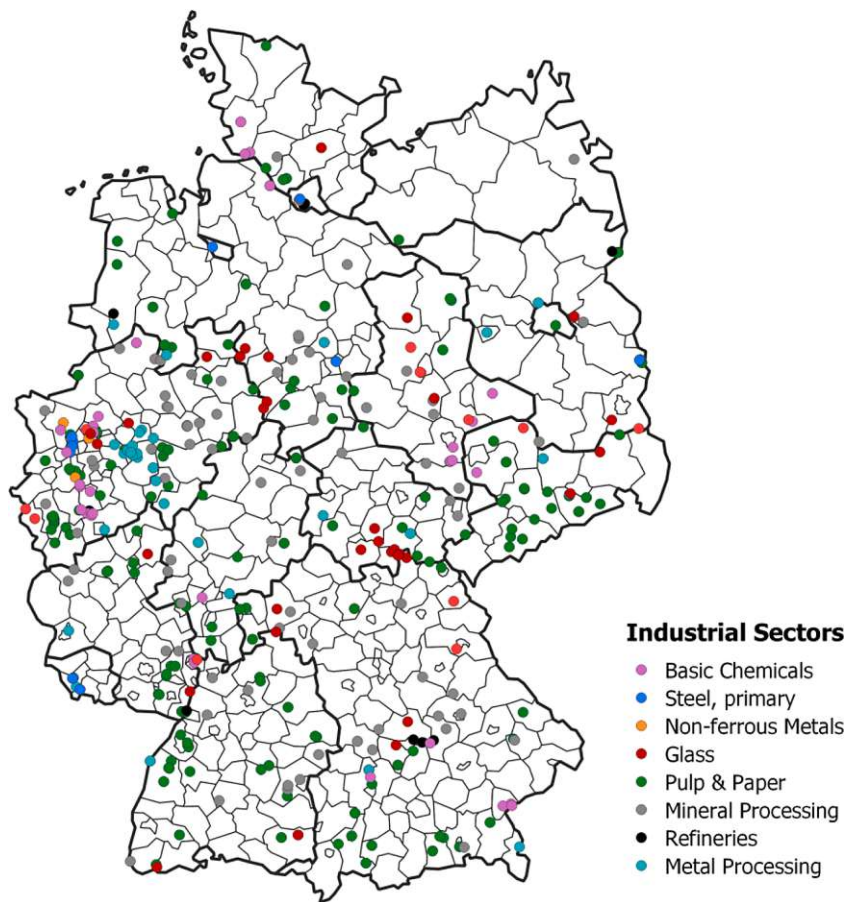 Industrial Sectors
Basic Chemicals
Steel, primary
Non-ferrous Metals
Glass
Pulp & Paper
Mineral Processing
Refineries
Metal Processing